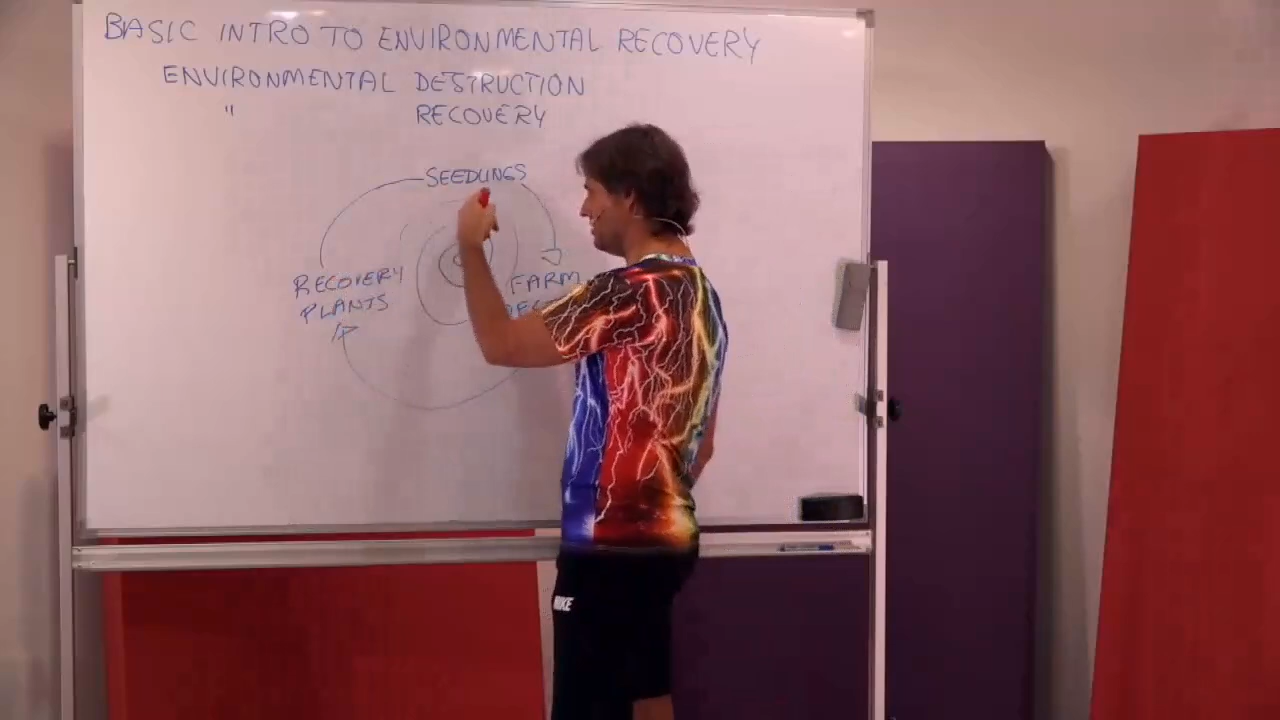 BASIC INTRO TO ENVIRONMENTAL RECOVERY
ENVIRONMENTAL DESTRUCTION
" RECOVERY
SEEDLINGS
RECOVERY
PLANTS
FARM
NIKE